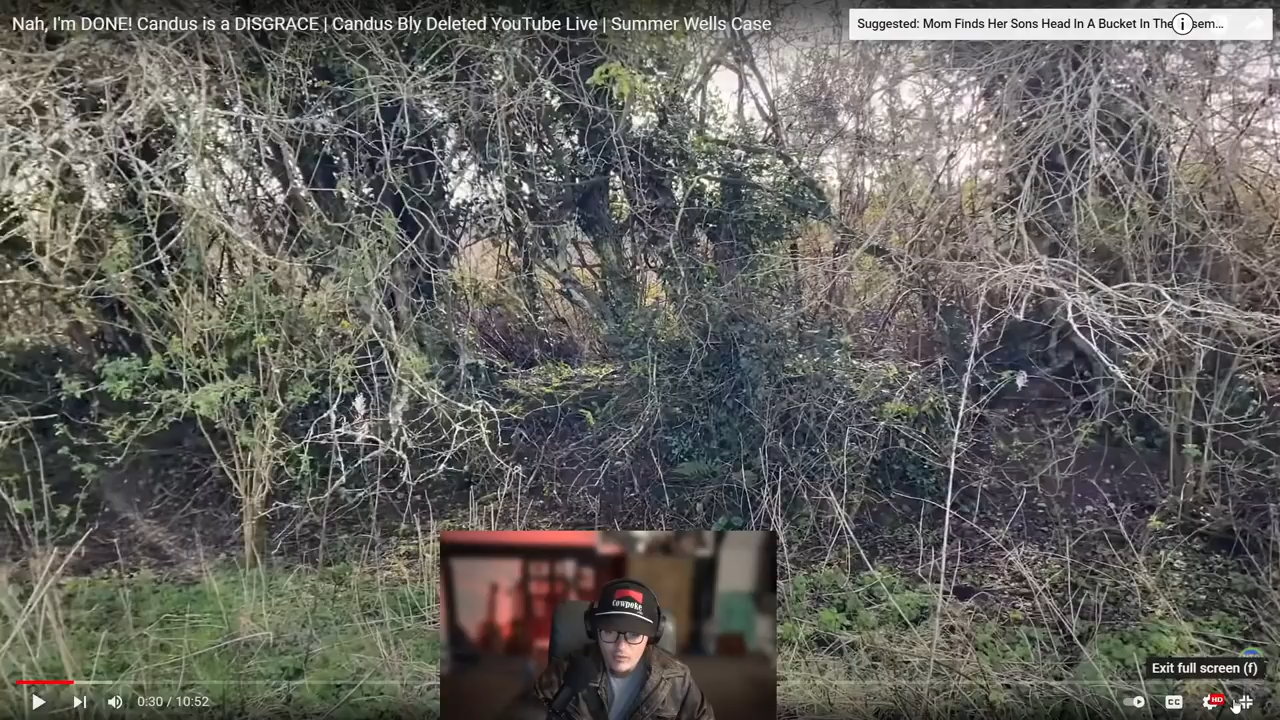 Nah, I'm DONE! Candus is a DISGRACE | Candus Bly Deleted YouTube Live | Summer Wells Case
Suggested: Mom Finds Her Sons Head In A Bucket In The
Cowpoke
Exit full screen (f)
0:30 / 10:52
CC
HD